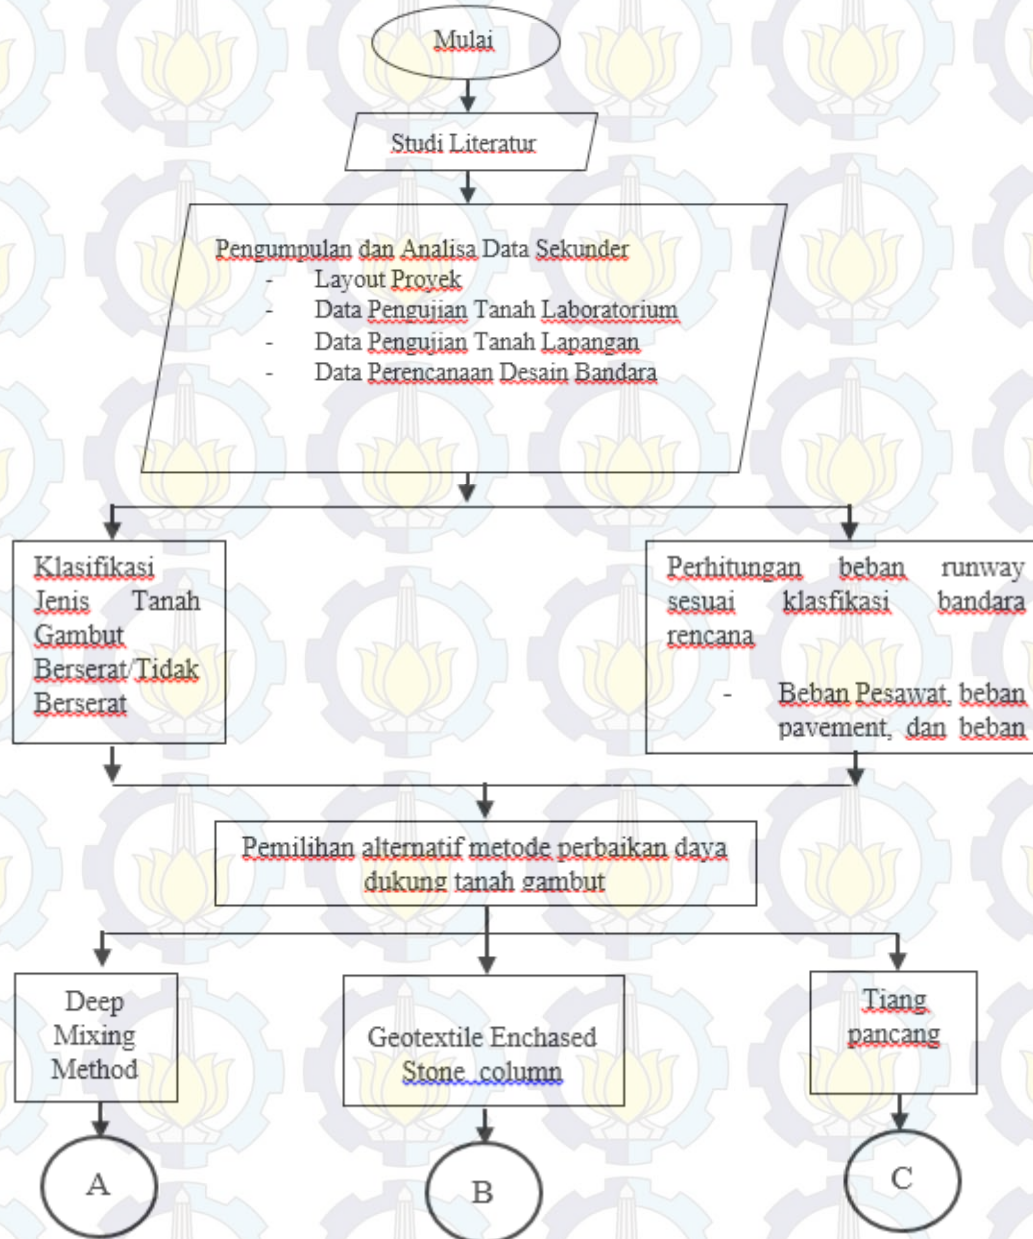 Mulai
Studi Literatur
Pengumpulan dan Analisa Data Sekunder
- Layout Proyek
- Data Pengujian Tanah Laboratorium
- Data Pengujian Tanah Lapangan
- Data Perencanaan Desain Bandara
Klasifikasi
Jenis Tanah
Gambut
Berserat/Tidak
Berserat
Perhitungan beban runway
sesuai klasfikasi bandara
rencana
- Beban Pesawat, beban
pavement, dan beban
Pemilihan alternatif metode perbaikan daya
dukung tanah gambut
Deep
Mixing
Method
Geotextile Enchased
Stone column
Tiang
pancang
A
B
C